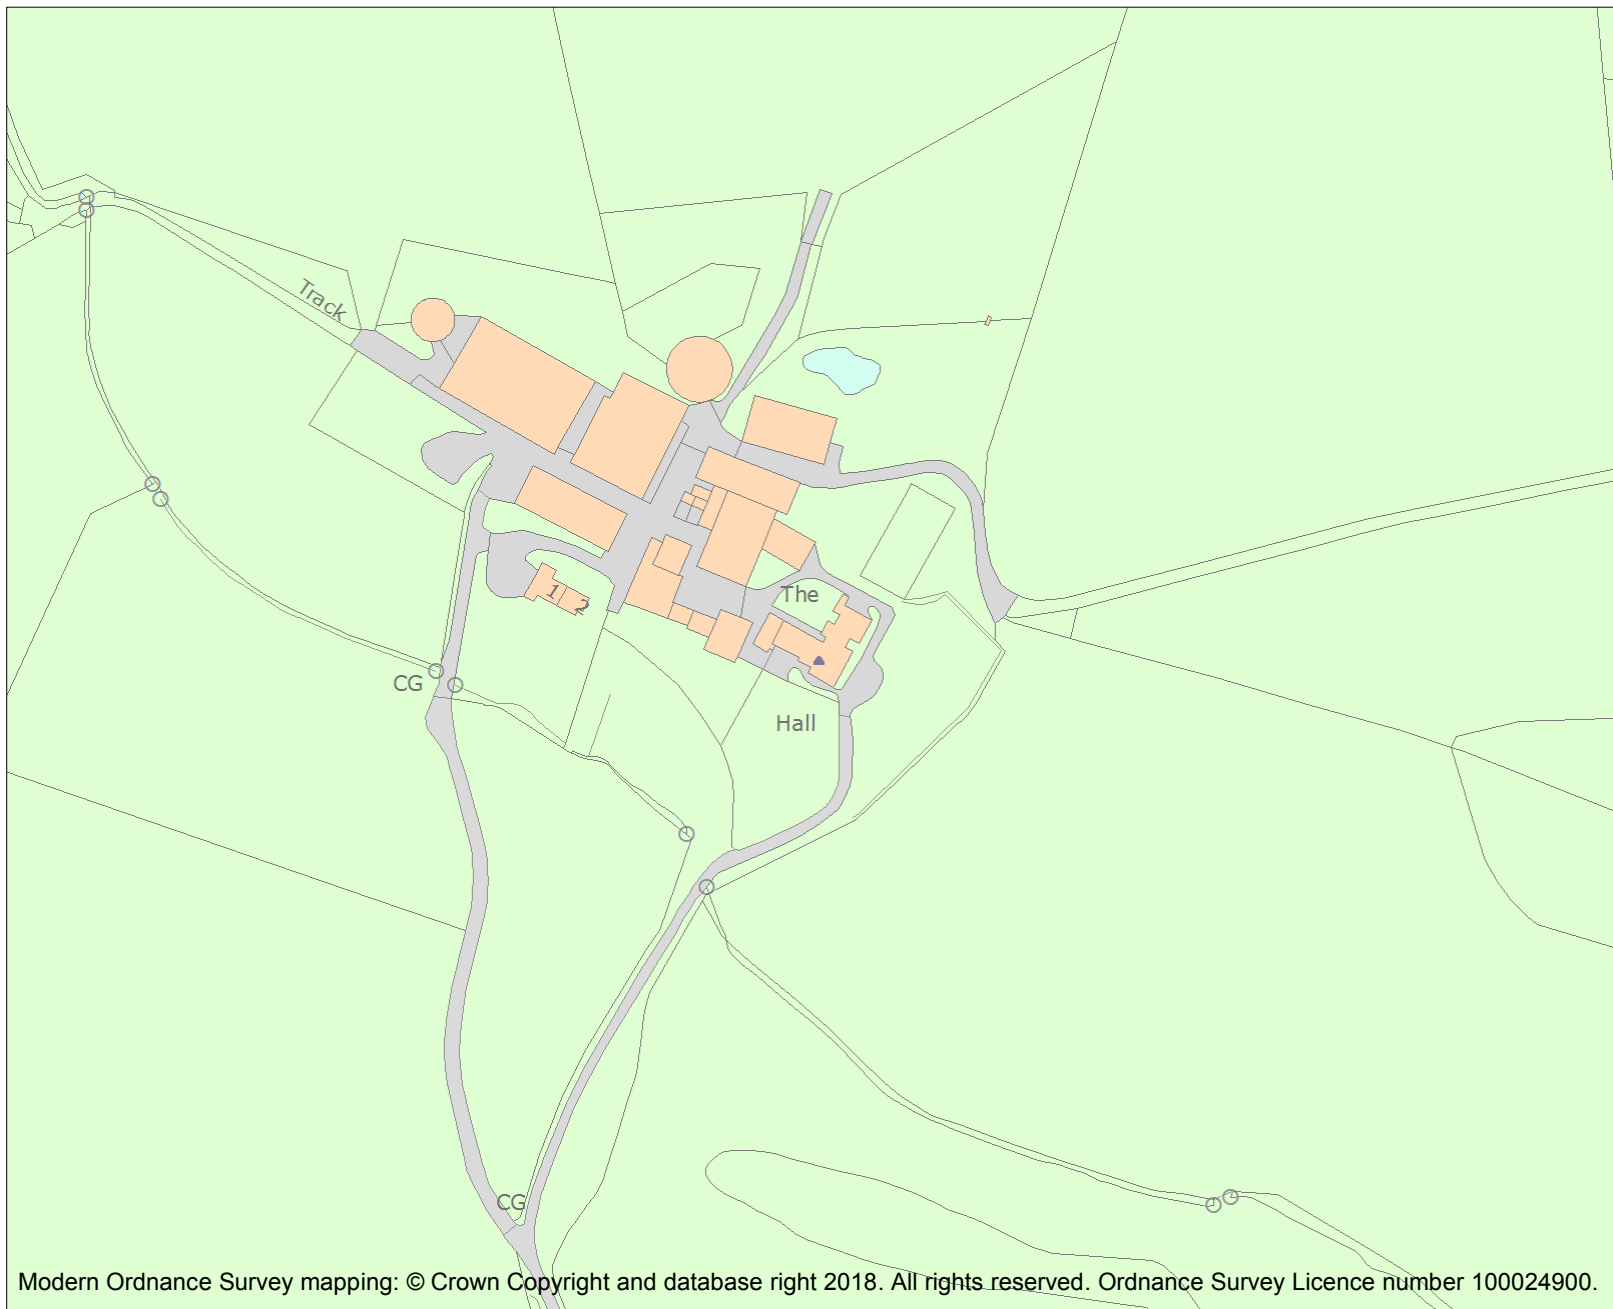 Track
The
1
2
CG
Hall
CG
Modern Ordnance Survey mapping: © Crown Copyright and database right 2018. All rights reserved. Ordnance Survey Licence number 100024900.